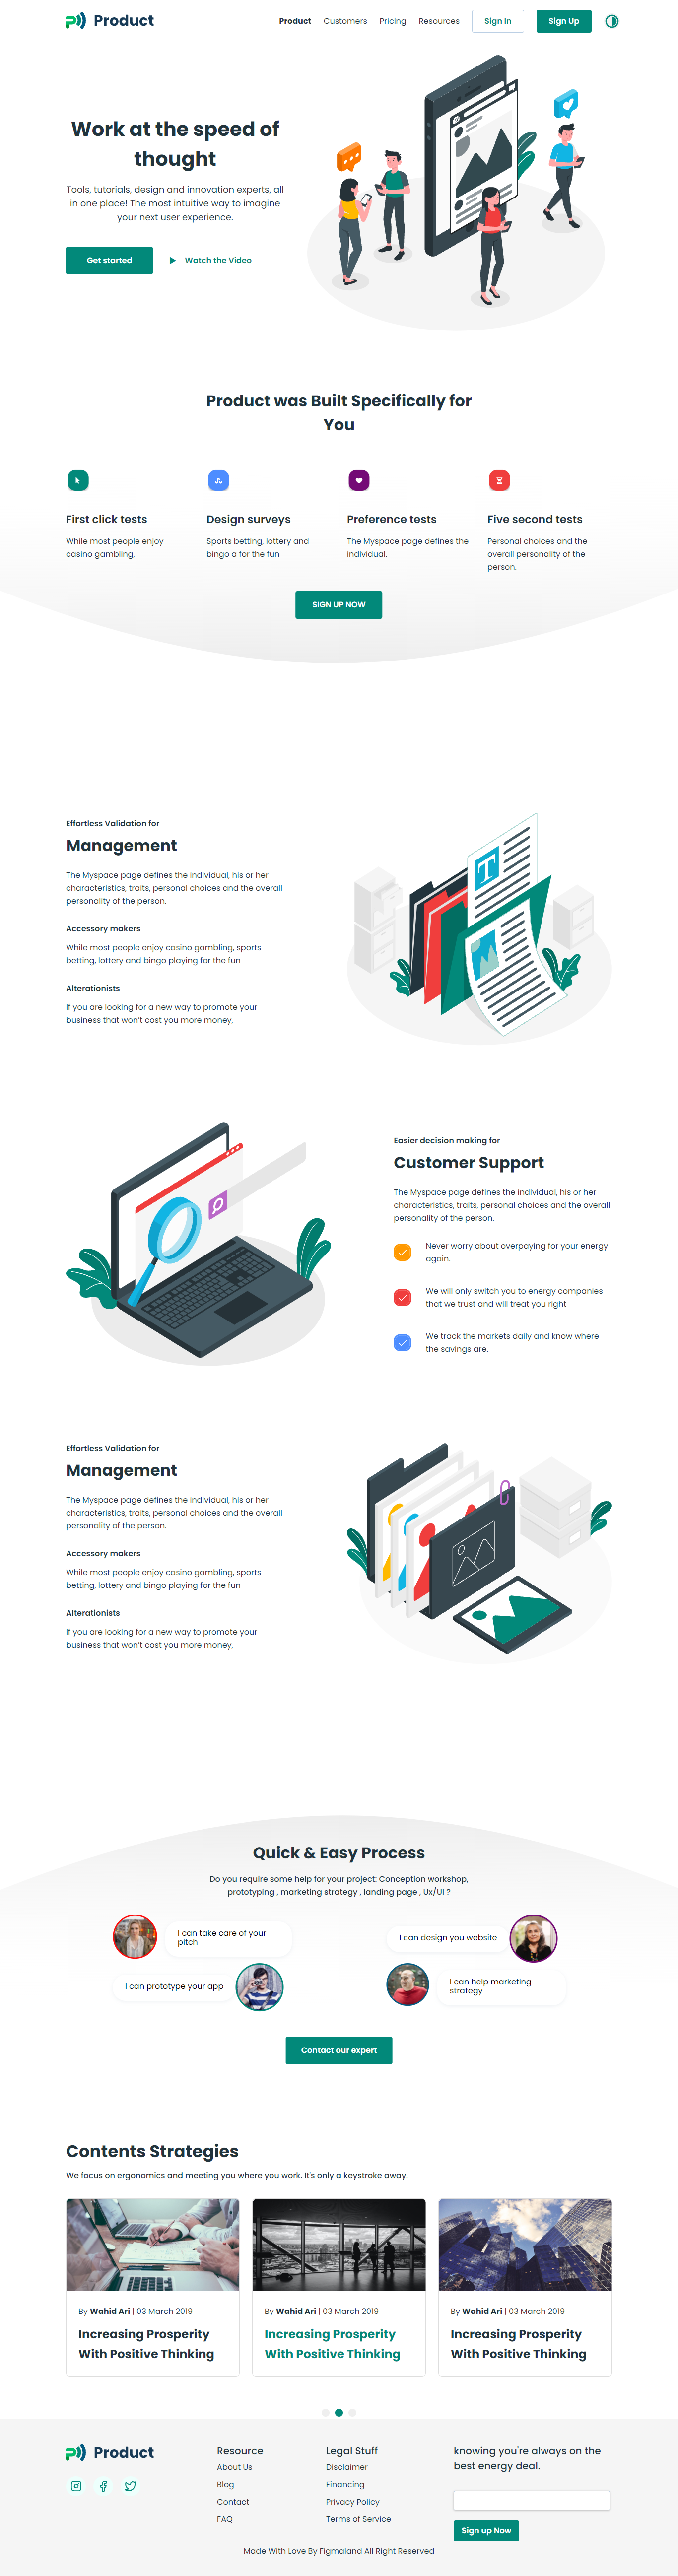 Product
Product Customers Pricing Resources Sign In Sign Up
Work at the speed of
thought
Tools, tutorials, design and innovation experts, all
in one place! The most intuitive way to imagine
your next user experience.
Get started Watch the Video
Product was Built Specifically for
You
First click tests
While most people enjoy
casino gambling,
Design surveys
Sports betting, lottery and
bingo a for the fun
Preference tests
The Myspace page defines the
individual.
Five second tests
Personal choices and the
overall personality of the
person.
SIGN UP NOW
Effortless Validation for
Management
The Myspace page defines the individual, his or her
characteristics, traits, personal choices and the overall
personality of the person.
Accessory makers
While most people enjoy casino gambling, sports
betting, lottery and bingo playing for the fun
Alterationists
If you are looking for a new way to promote your
business that won't cost you more money,
T
Easier decision making for
Customer Support
The Myspace page defines the individual, his or her
characteristics, traits, personal choices and the overall
personality of the person.
Never worry about overpaying for your energy
again.
We will only switch you to energy companies
that we trust and will treat you right
We track the markets daily and know where
the savings are.
Effortless Validation for
Management
The Myspace page defines the individual, his or her
characteristics, traits, personal choices and the overall
personality of the person.
Accessory makers
While most people enjoy casino gambling, sports
betting, lottery and bingo playing for the fun
Alterationists
If you are looking for a new way to promote your
business that won't cost you more money,
Quick & Easy Process
Do you require some help for your project: Conception workshop,
prototyping , marketing strategy , landing page , Ux/UI ?
I can take care of your
pitch
I can design you website
I can prototype your app
I can help marketing
strategy
Contact our expert
Contents Strategies
We focus on ergonomics and meeting you where you work. It's only a keystroke away.
By Wahid Ari | 03 March 2019
Increasing Prosperity
With Positive Thinking
By Wahid Ari | 03 March 2019
Increasing Prosperity
With Positive Thinking
By Wahid Ari | 03 March 2019
Increasing Prosperity
With Positive Thinking
Product
Resource
About Us
Blog
Contact
FAQ
Legal Stuff
Disclaimer
Financing
Privacy Policy
Terms of Service
knowing you're always on the
best energy deal.
Sign up Now
Made With Love By Figmaland All Right Reserved